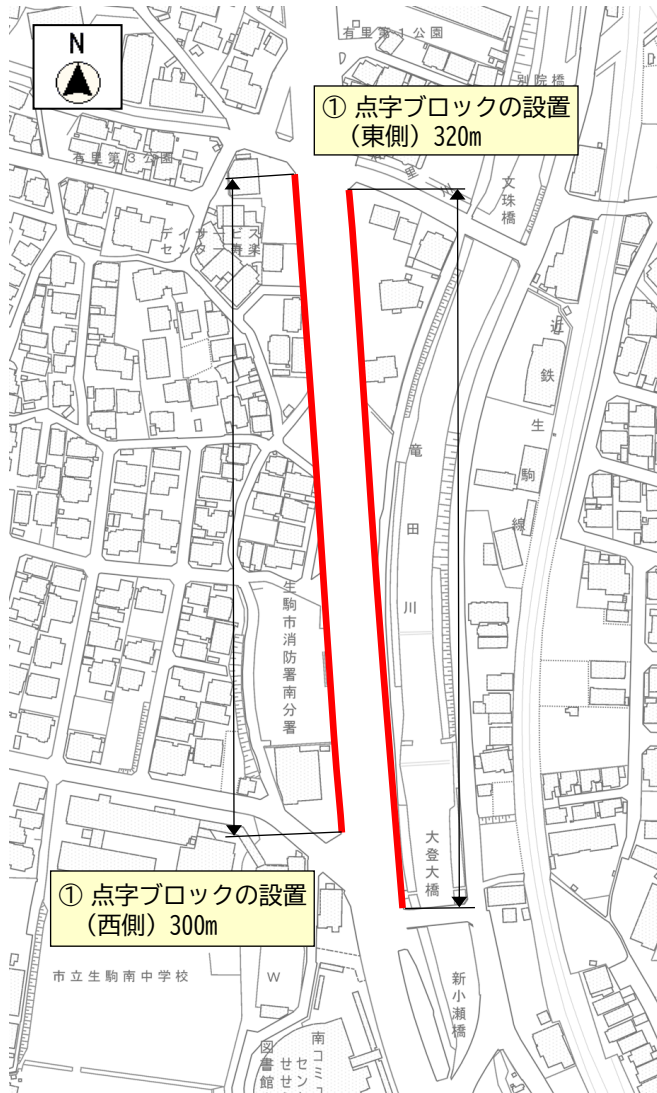 N
有里第1公園
別院橋
① 点字ブロックの設置
（東側）320m
有里第3公園
文珠橋
デイサービス
センター寿楽
近鉄生駒線
竜田川
生駒市消防署南分署
大登大橋
① 点字ブロックの設置
（西側）300m
市立生駒南中学校
W
新小瀬橋
南コミュ
セン
せせ
図書館